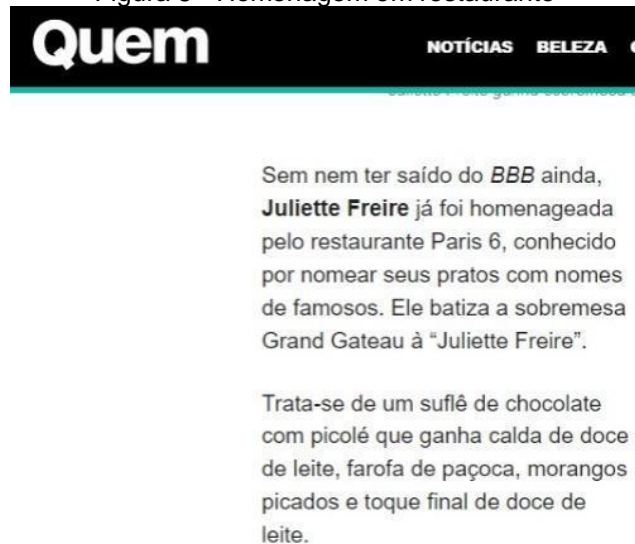 Quem
NOTÍCIAS BELEZA
Sem nem ter saído do BBB ainda,
Juliette Freire já foi homenageada
pelo restaurante Paris 6, conhecido
por nomear seus pratos com nomes
de famosos. Ele batiza a sobremesa
Grand Gateau à “Juliette Freire”.
Trata-se de um suflê de chocolate
com picolé que ganha calda de doce
de leite, farofa de paçoca, morangos
picados e toque final de doce de
leite.